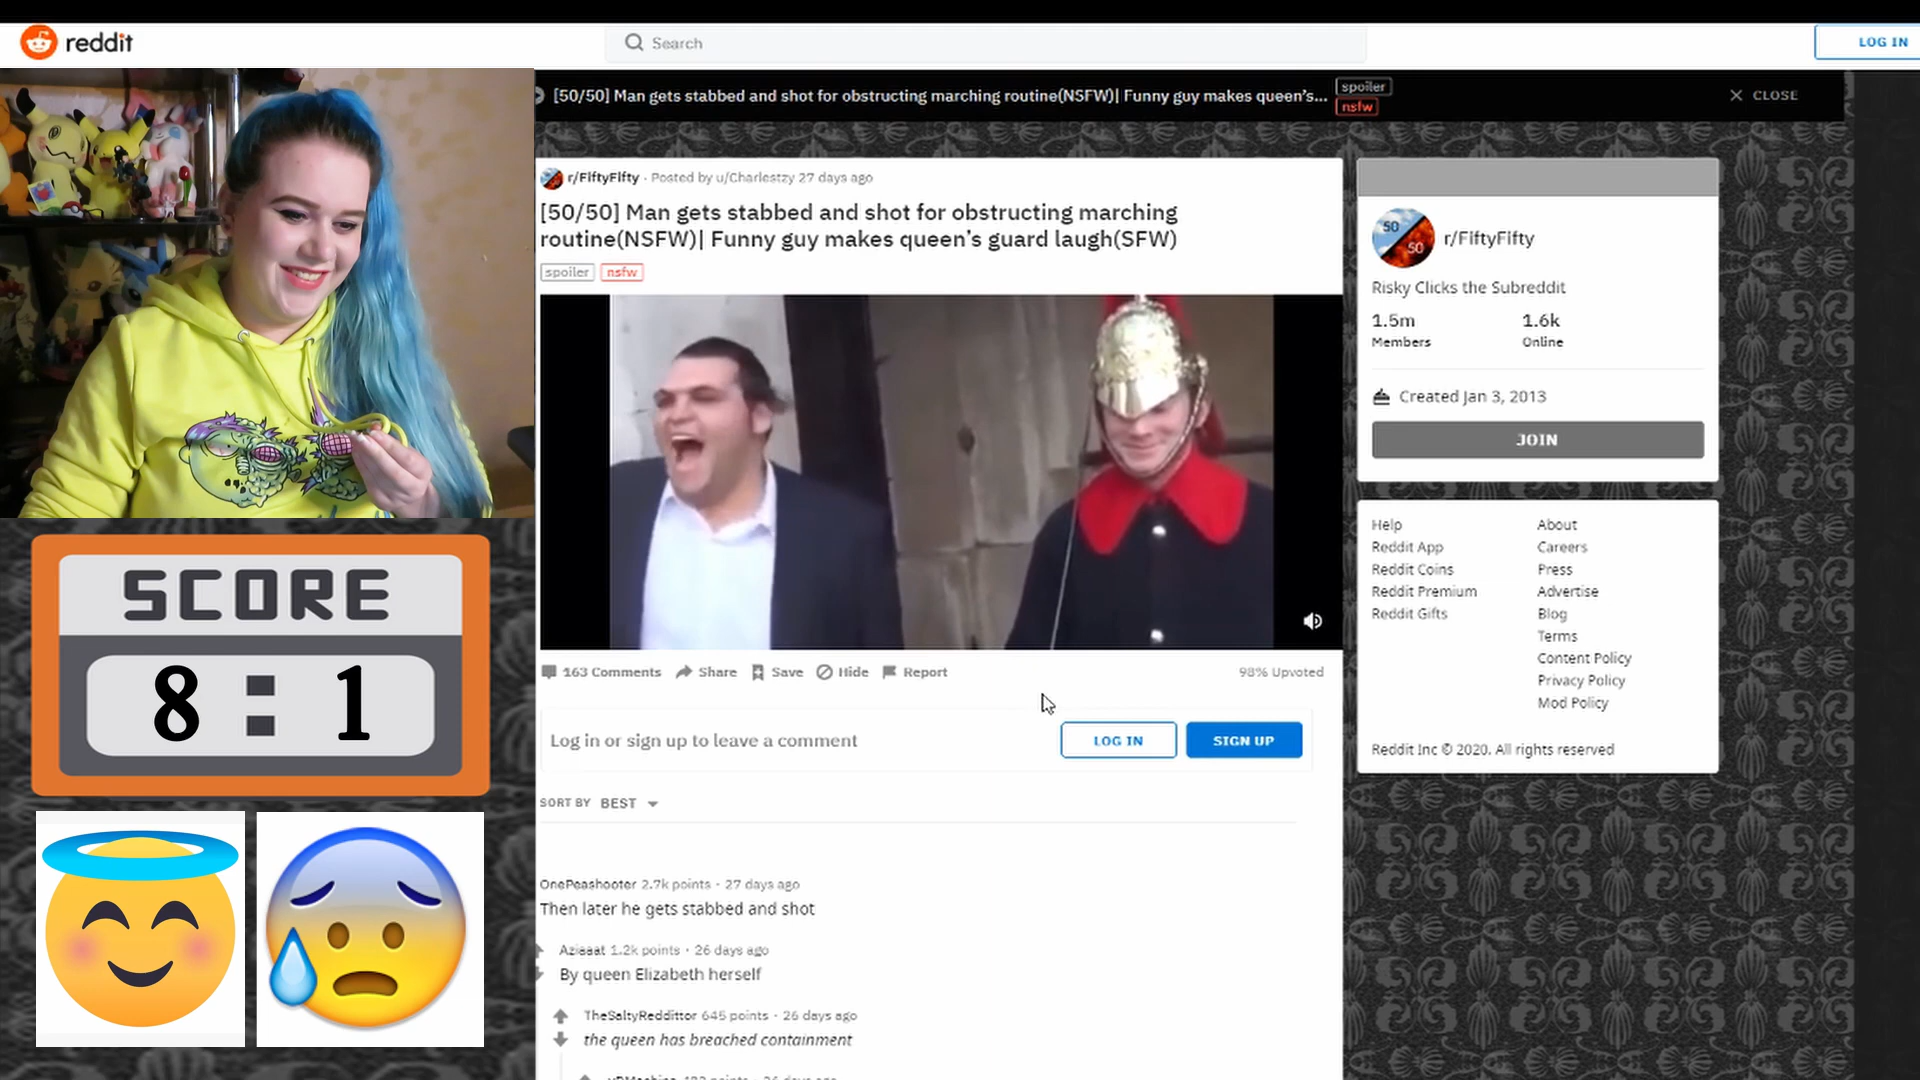 reddit
Search
LOG IN
[50/50] Man gets stabbed and shot for obstructing marching routine(NSFW)| Funny guy makes queen's...
spoiler
nsfw
CLOSE
r/FiftyFifty · Posted by u/Charlestzy 27 days ago
[50/50] Man gets stabbed and shot for obstructing marching
routine(NSFW)| Funny guy makes queen's guard laugh(SFW)
spoiler nsfw
163 Comments Share Save Hide Report
98% Upvoted
Log in or sign up to leave a comment
LOG IN
SIGN UP
SORT BY BEST
OnePeashooter 2.7k points · 27 days ago
Then later he gets stabbed and shot
Aziaaat 1.2k points · 26 days ago
By queen Elizabeth herself
TheSaltyReddittor 645 points · 26 days ago
the queen has breached containment
50
50
r/FiftyFifty
Risky Clicks the Subreddit
1.5m 1.6k
Members Online
Created Jan 3, 2013
JOIN
Help About
Reddit App Careers
Reddit Coins Press
Reddit Premium Advertise
Reddit Gifts Blog
Terms
Content Policy
Privacy Policy
Mod Policy
Reddit Inc © 2020. All rights reserved
SCORE
8 : 1